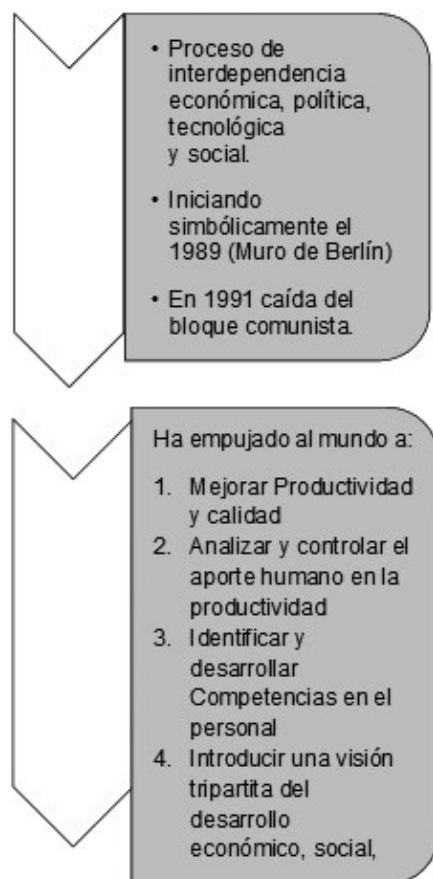 • Proceso de
interdependencia
económica, política,
tecnológica
y social.
• Iniciando
simbólicamente el
1989 (Muro de Berlín)
• En 1991 caída del
bloque comunista.
Ha empujado al mundo a:
1. Mejorar Productividad
y calidad
2. Analizar y controlar el
aporte humano en la
productividad
3. Identificar y
desarrollar
Competencias en el
personal
4. Introducir una visión
tripartita del
desarrollo
económico, social,